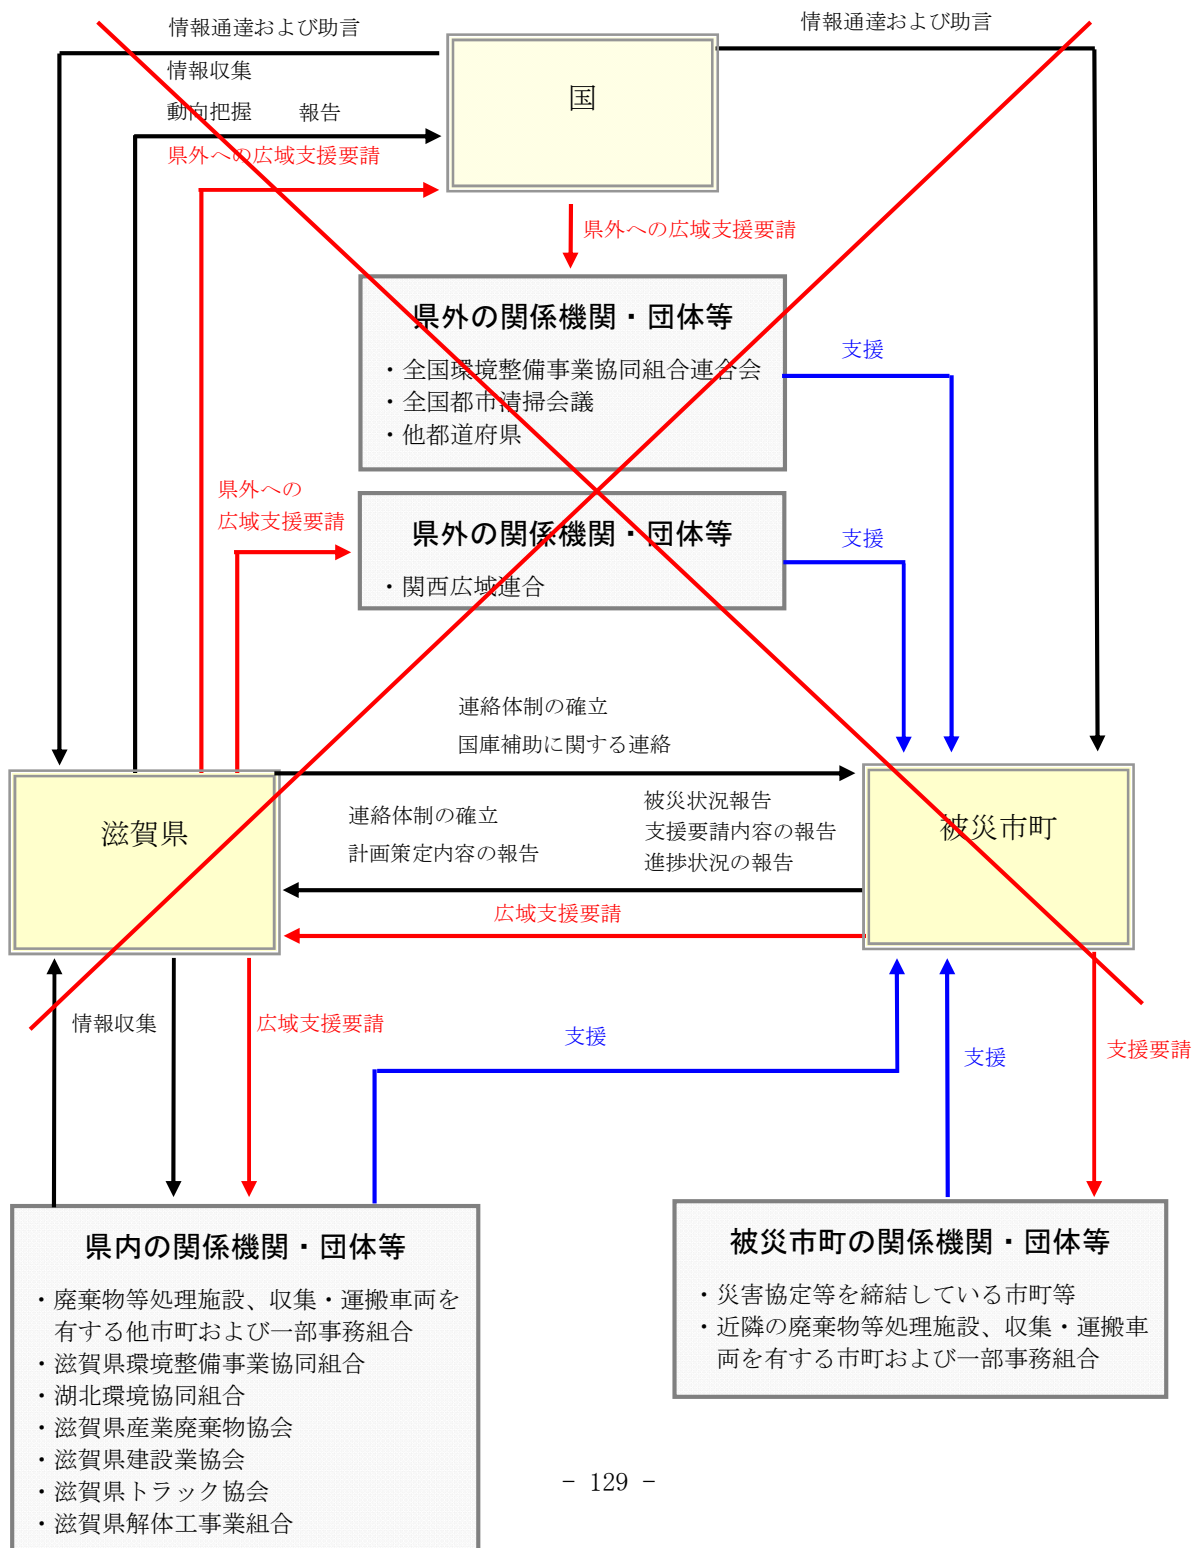 情報通達および助言
情報通達および助言
情報収集
動向把握　報告
県外への広域支援要請
国
県外への広域支援要請
県外の関係機関・団体等
・全国環境整備事業協同組合連合会
・全国都市清掃会議
・他都道府県
支援
県外への
広域支援要請
県外の関係機関・団体等
・関西広域連合
支援
連絡体制の確立
国庫補助に関する連絡
滋賀県
連絡体制の確立
計画策定内容の報告
被災状況報告
支援要請内容の報告
進捗状況の報告
被災市町
広域支援要請
情報収集
広域支援要請
支援
支援
支援要請
県内の関係機関・団体等
・廃棄物等処理施設、収集・運搬車両を
有する他市町および一部事務組合
・滋賀県環境整備事業協同組合
・湖北環境協同組合
・滋賀県産業廃棄物協会
・滋賀県建設業協会
・滋賀県トラック協会
・滋賀県解体工事業組合
被災市町の関係機関・団体等
・災害協定等を締結している市町等
・近隣の廃棄物等処理施設、収集・運搬車
両を有する市町および一部事務組合
- 129 -